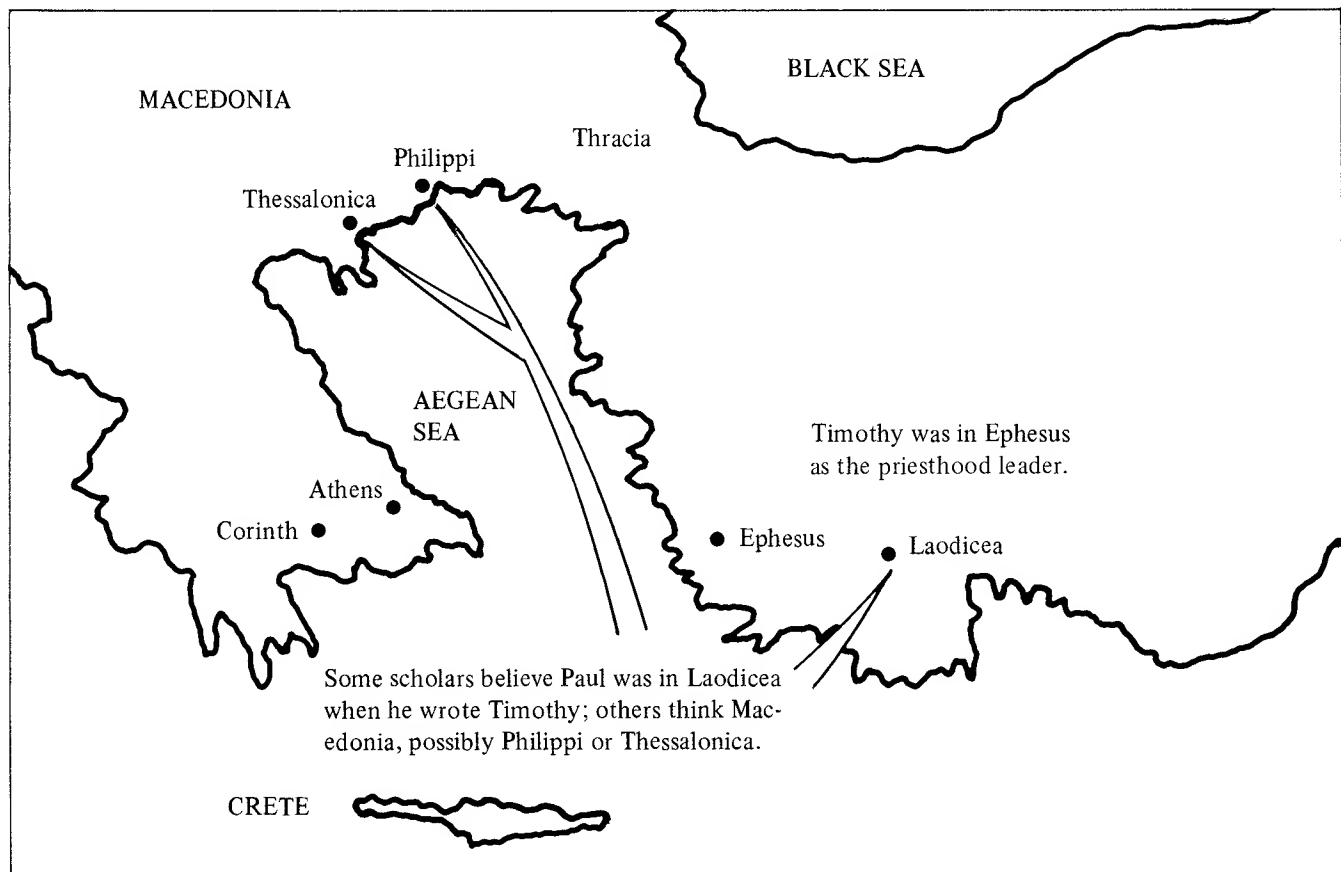 BLACK SEA
MACEDONIA
Thracia
Philippi
Thessalonica
AEGEAN
SEA
Timothy was in Ephesus
as the priesthood leader.
Athens
Corinth
Ephesus
Laodicea
Some scholars believe Paul was in Laodicea
when he wrote Timothy; others think Mac-
edonia, possibly Philippi or Thessalonica.
CRETE